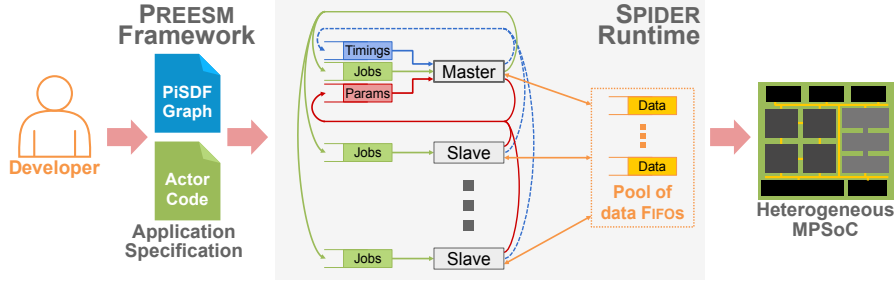 PREESM
Framework
SPIDER
Runtime
Timings
Jobs
Params
Master
PiSDF
Graph
Data
Developer
Jobs
Slave
Data
Actor
Code
Pool of
data FIFOs
Application
Specification
Jobs
Slave
Heterogeneous
MPSoC